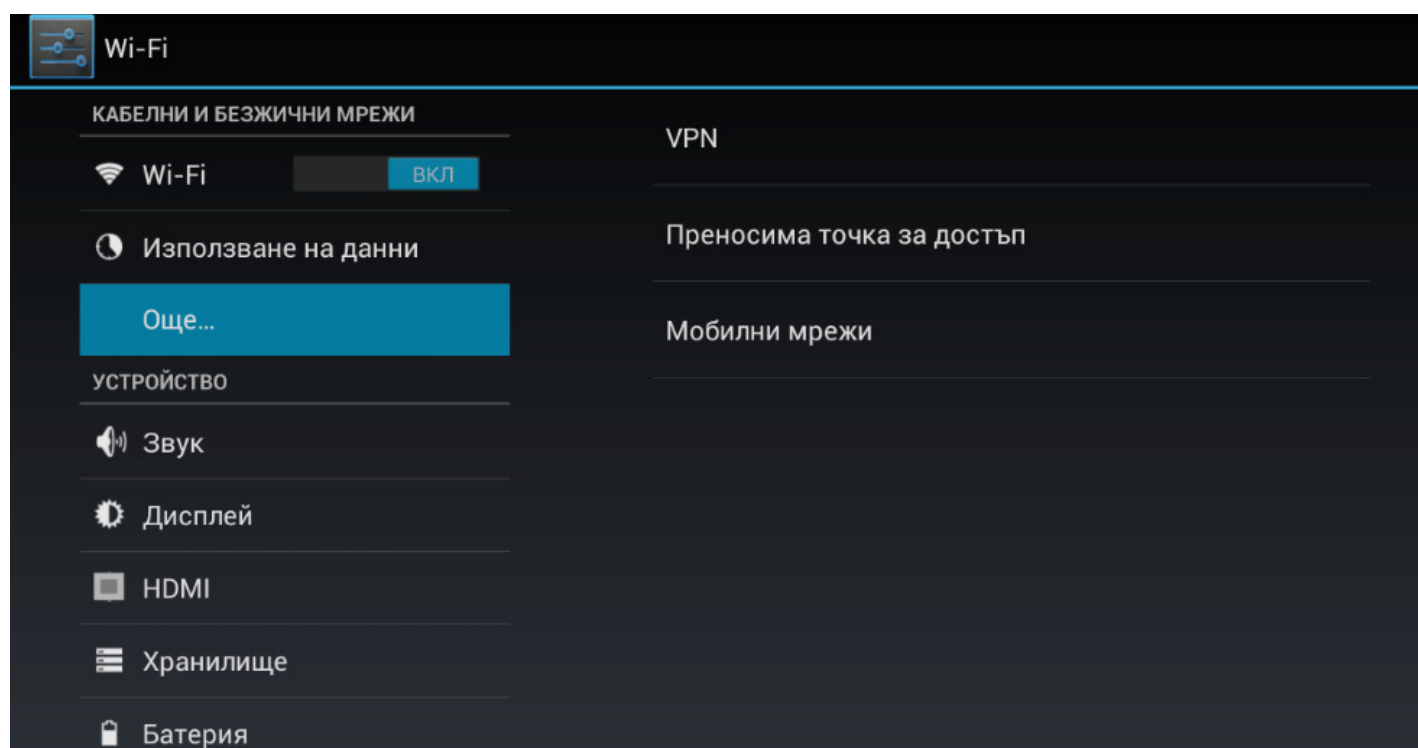 Wi-Fi
КАБЕЛНИ И БЕЗЖИЧНИ МРЕЖИ
Wi-Fi ВКЛ
Използване на данни
Още...
УСТРОЙСТВО
Звук
Дисплей
HDMI
Хранилище
Батерия
VPN
Преносима точка за достъп
Мобилни мрежи